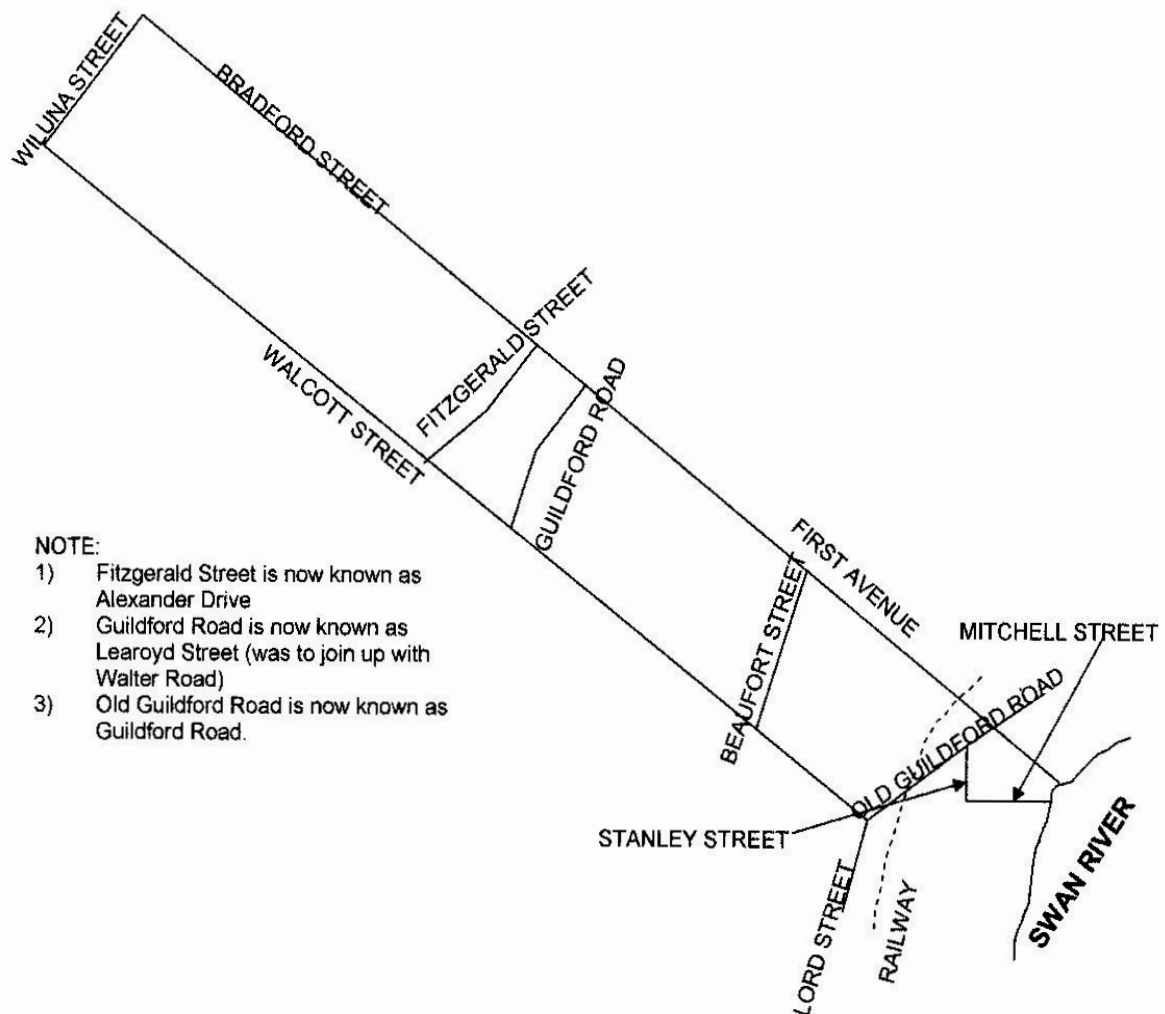 WILUNA STREET
BRADFORD STREET
FITZGERALD STREET
WALCOTT STREET
GUILDFORD ROAD
NOTE:
1) Fitzgerald Street is now known as
Alexander Drive
2) Guildford Road is now known as
Learoyd Street (was to join up with
Walter Road)
3) Old Guildford Road is now known as
Guildford Road.
FIRST AVENUE
BEAUFORT STREET
MITCHELL STREET
OLD GUILDFORD ROAD
STANLEY STREET
LORD STREET
RAILWAY
SWAN RIVER